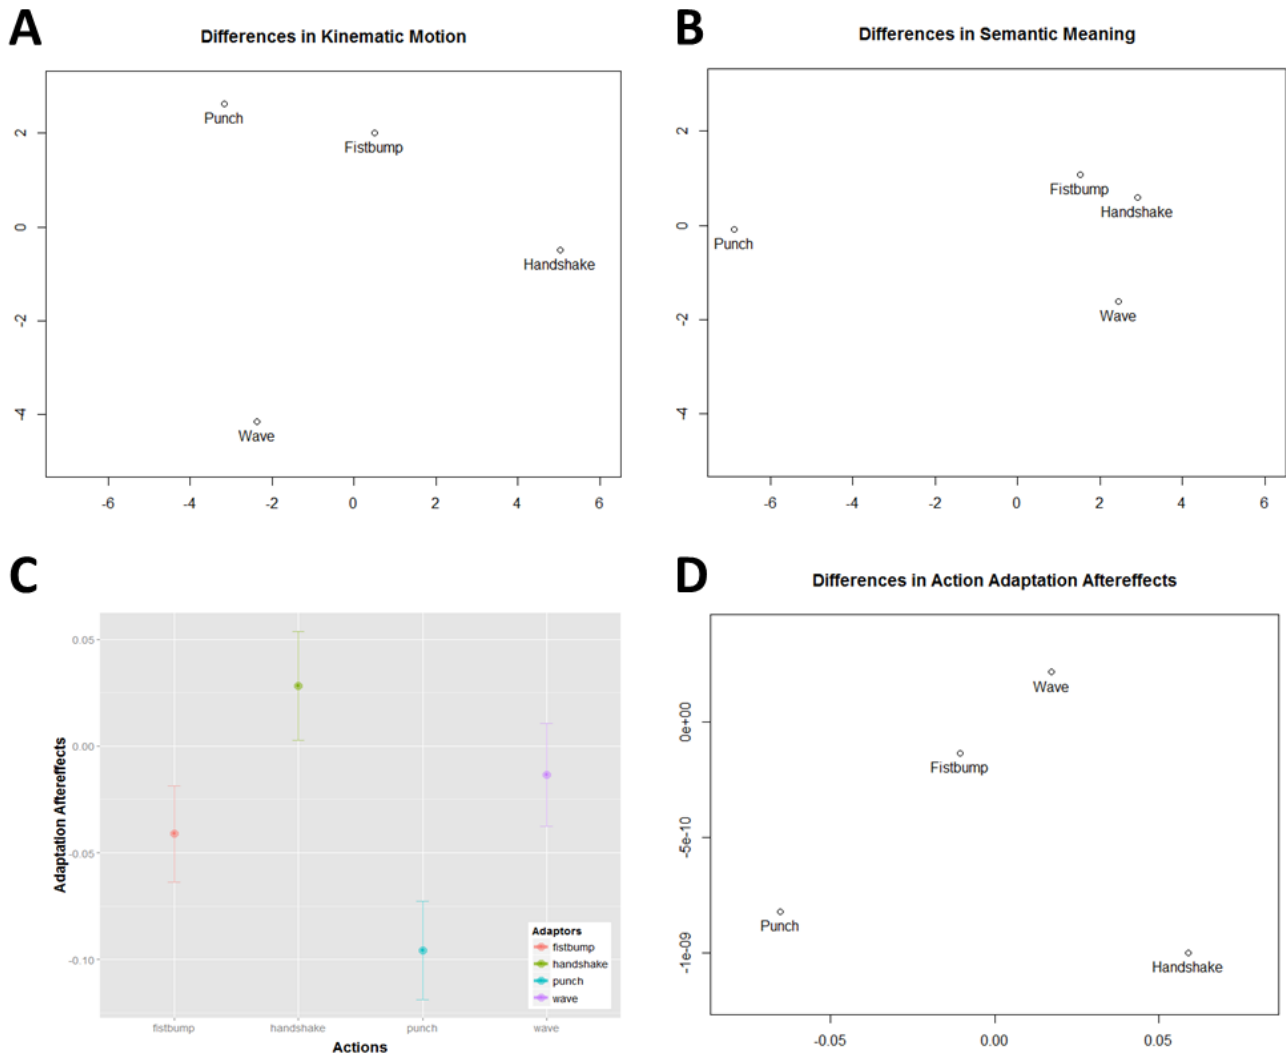 A
Differences in Kinematic Motion
2
0
-2
-4
Punch
Fistbump
Handshake
Wave
-6
-4
-2
0
2
4
6
B
Differences in Semantic Meaning
2
0
-2
-4
Fistbump
Handshake
Punch
Wave
-6
-4
-2
0
2
4
6
C
Adaptation Aftereffects
0.05
0.00
-0.05
-0.10
Adaptors
fistbump
handshake
punch
wave
fistbump
handshake
punch
wave
Actions
D
Differences in Action Adaptation Aftereffects
0e+00
-5e-10
-1e-09
Wave
Fistbump
Punch
Handshake
-0.05
0.00
0.05